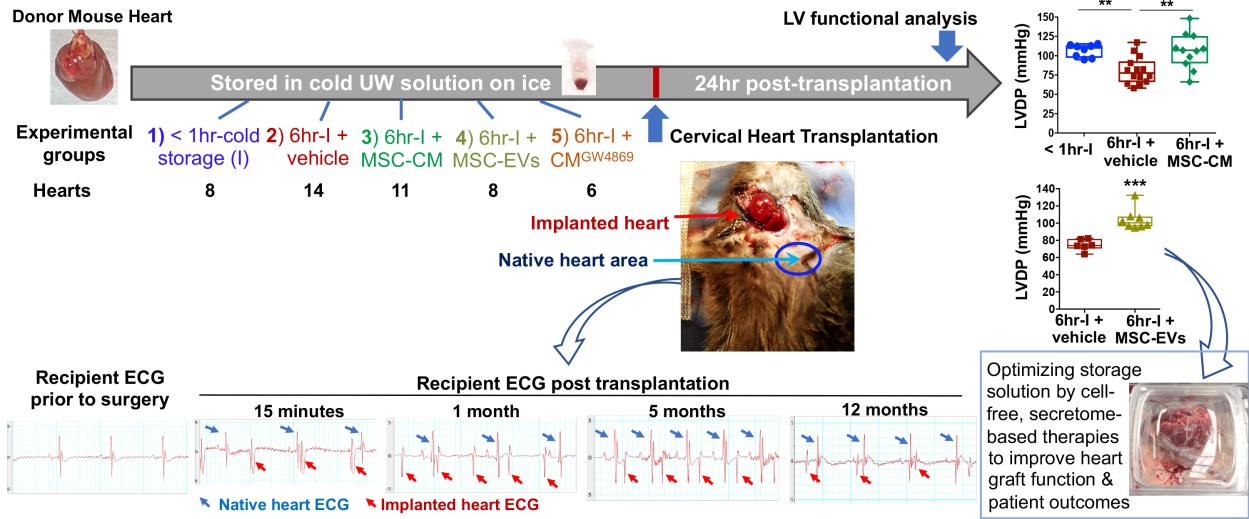 Donor Mouse Heart
LV functional analysis
Stored in cold UW solution on ice
24hr post-transplantation
Experimental
groups
1) < 1hr-cold
storage (I)
2) 6hr-I +
vehicle
3) 6hr-I +
MSC-CM
4) 6hr-I +
MSC-EVs
5) 6hr-I +
CMGW4869
Cervical Heart Transplantation
Hearts
8
14
11
8
6
Implanted heart
Native heart area
**
**
LVDP (mmHg)
150
125
100
75
50
25
0
< 1hr-I
6hr-I +
vehicle
6hr-I +
MSC-CM
LVDP (mmHg)
140
120
100
80
60
40
20
0
***
6hr-I +
vehicle
6hr-I +
MSC-EVs
Optimizing storage
solution by cell-
free, secretome-
based therapies
to improve heart
graft function &
patient outcomes
Recipient ECG
prior to surgery
Recipient ECG post transplantation
15 minutes
1 month
5 months
12 months
Native heart ECG
Implanted heart ECG